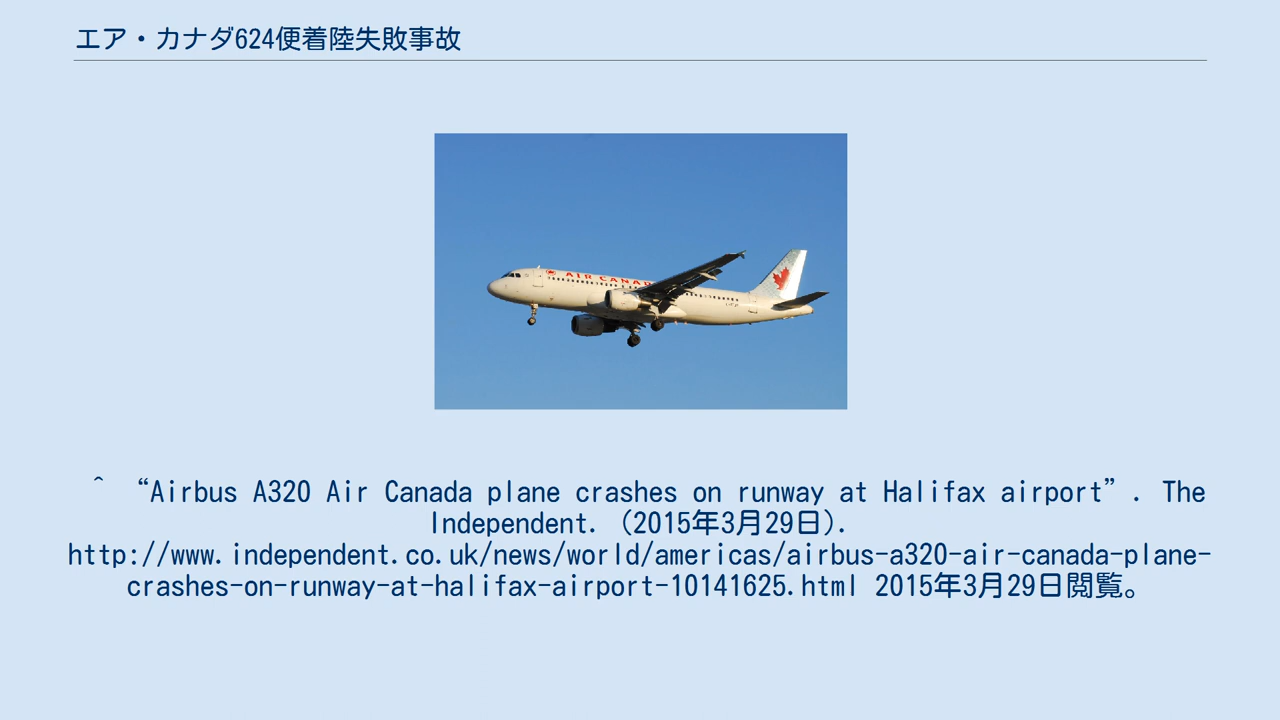 エア・カナダ624便着陸失敗事故
AIR CANAD
^ “Airbus A320 Air Canada plane crashes on runway at Halifax airport”. The
Independent. (2015年3月29日).
http://www.independent.co.uk/news/world/americas/airbus-a320-air-canada-plane-
crashes-on-runway-at-halifax-airport-10141625.html 2015年3月29日閲覧。